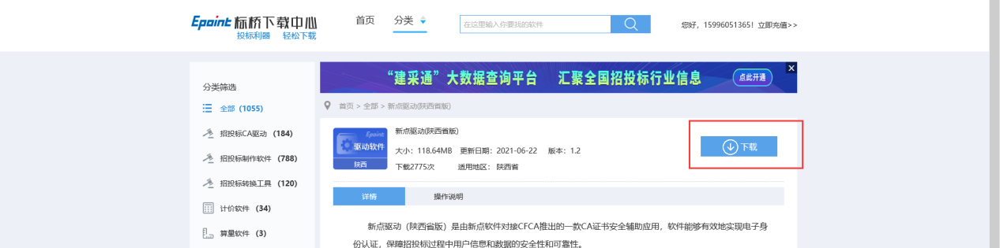 Epoint 标桥下载中心
投标利器 轻松下载
首页 分类
在这里输入你要找的软件
您好，15996051365! 立即充值>>
“建采通”大数据查询平台 汇聚全国招投标行业信息 点此开通
X
分类筛选
全部 (1055)
招投标CA驱动 (184)
招投标制作软件 (788)
招投标转换工具 (120)
计价软件 (34)
算量软件 (3)
首页 > 全部 > 新点驱动(陕西省版)
Epoint
驱动软件
陕西
新点驱动(陕西省版)
大小：118.64MB 更新日期：2021-06-22 版本：1.2
下载2775次 适用地区： 陕西省
下载
详情 操作说明
新点驱动（陕西省版）是由新点软件对接CFCA推出的一款CA证书安全辅助应用，软件能够有效地实现电子身
份认证，保障招投标过程中用户信息和数据的安全性和可靠性。